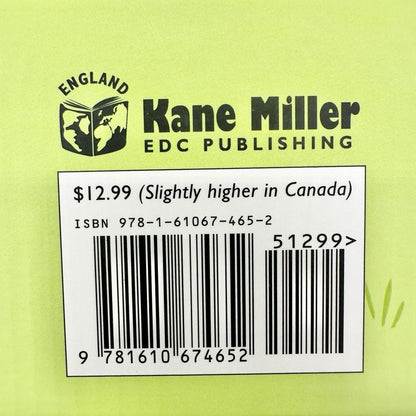 ENGLAND
Kane Miller
EDC PUBLISHING
$12.99 (Slightly higher in Canada)
ISBN 978-1-61067-465-2
51299>
9 781610 674652